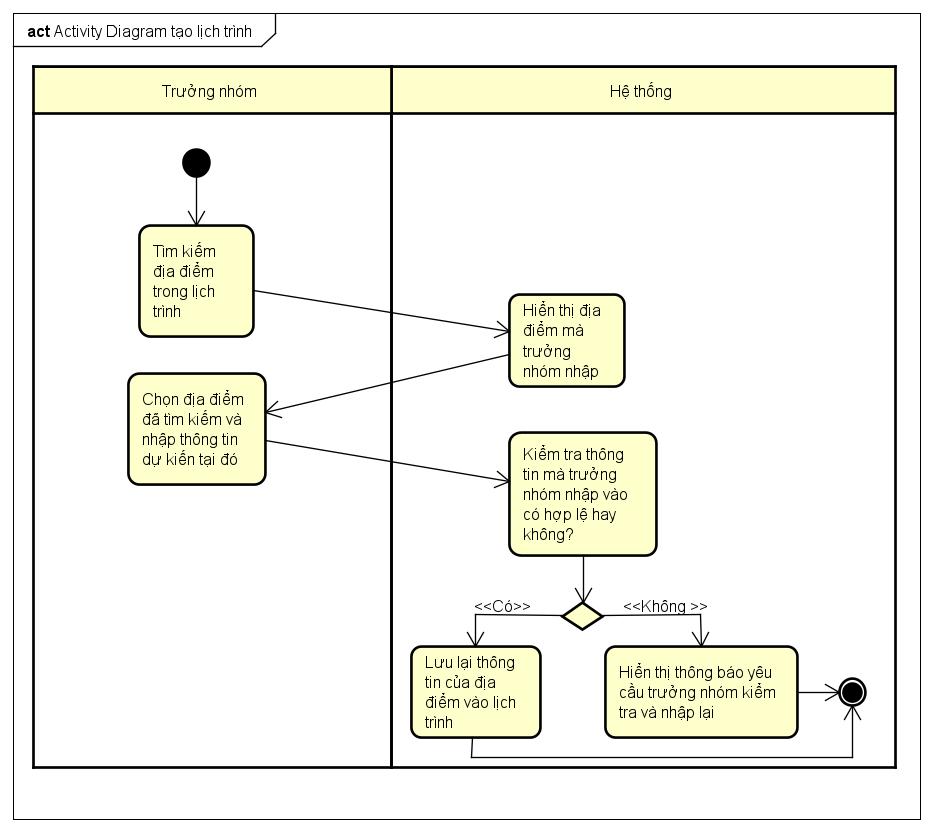 act Activity Diagram tạo lịch trình
Trưởng nhóm
Hệ thống
Tìm kiếm
địa điểm
trong lịch
trình
Hiển thị địa
điểm mà
trưởng
nhóm nhập
Chọn địa điểm
đã tìm kiếm và
nhập thông tin
dự kiến tại đó
Kiểm tra thông
tin mà trưởng
nhóm nhập vào
có hợp lệ hay
không?
<<Có>>
<<Không >>
Lưu lại thông
tin của địa
điểm vào lịch
trình
Hiển thị thông báo yêu
cầu trưởng nhóm kiểm
tra và nhập lại